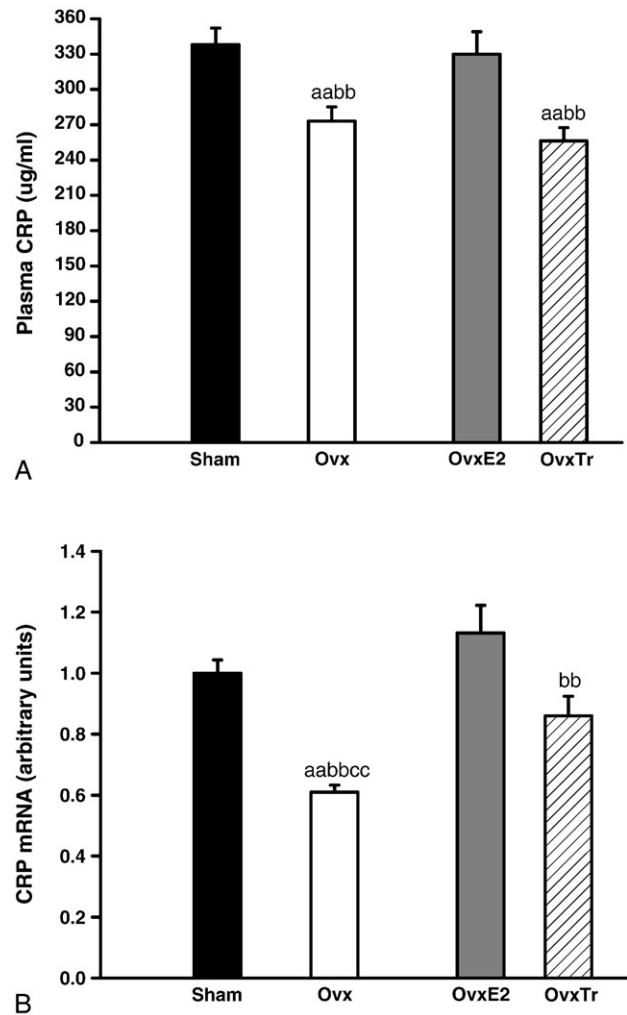 360
330
300
270
240
210
180
150
120
90
60
30
0
Plasma CRP (ug/ml)
aabb
aabb
Sham Ovx OvxE2 OvxTr
A
1.4
1.2
1.0
0.8
0.6
0.4
0.2
0.0
CRP mRNA (arbitrary units)
aabbcc
bb
Sham Ovx OvxE2 OvxTr
B